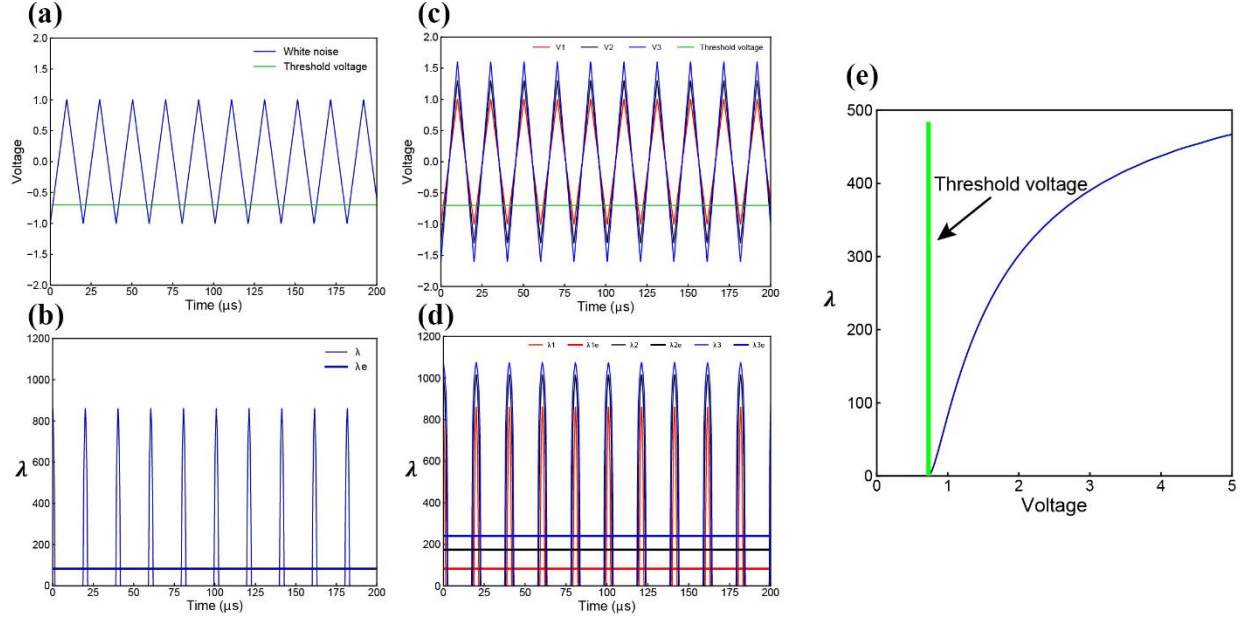 (a)
White noise
Threshold voltage
2.0
1.5
1.0
0.5
0.0
−0.5
−1.0
−1.5
−2.0
Voltage
0 25 50 75 100 125 150 175 200
Time (μs)
(b)
λ
λe
1200
1000
800
600
400
200
0
λ
0 25 50 75 100 125 150 175 200
Time (μs)
(c)
V1 V2 V3 Threshold voltage
2.0
1.5
1.0
0.5
0.0
−0.5
−1.0
−1.5
−2.0
Voltage
0 25 50 75 100 125 150 175 200
Time (μs)
(d)
λ1 λ1e λ2 λ2e λ3 λ3e
1200
1000
800
600
400
200
0
λ
0 25 50 75 100 125 150 175 200
Time (μs)
(e)
500
400
300
200
100
0
λ
Threshold voltage
0 1 2 3 4 5
Voltage